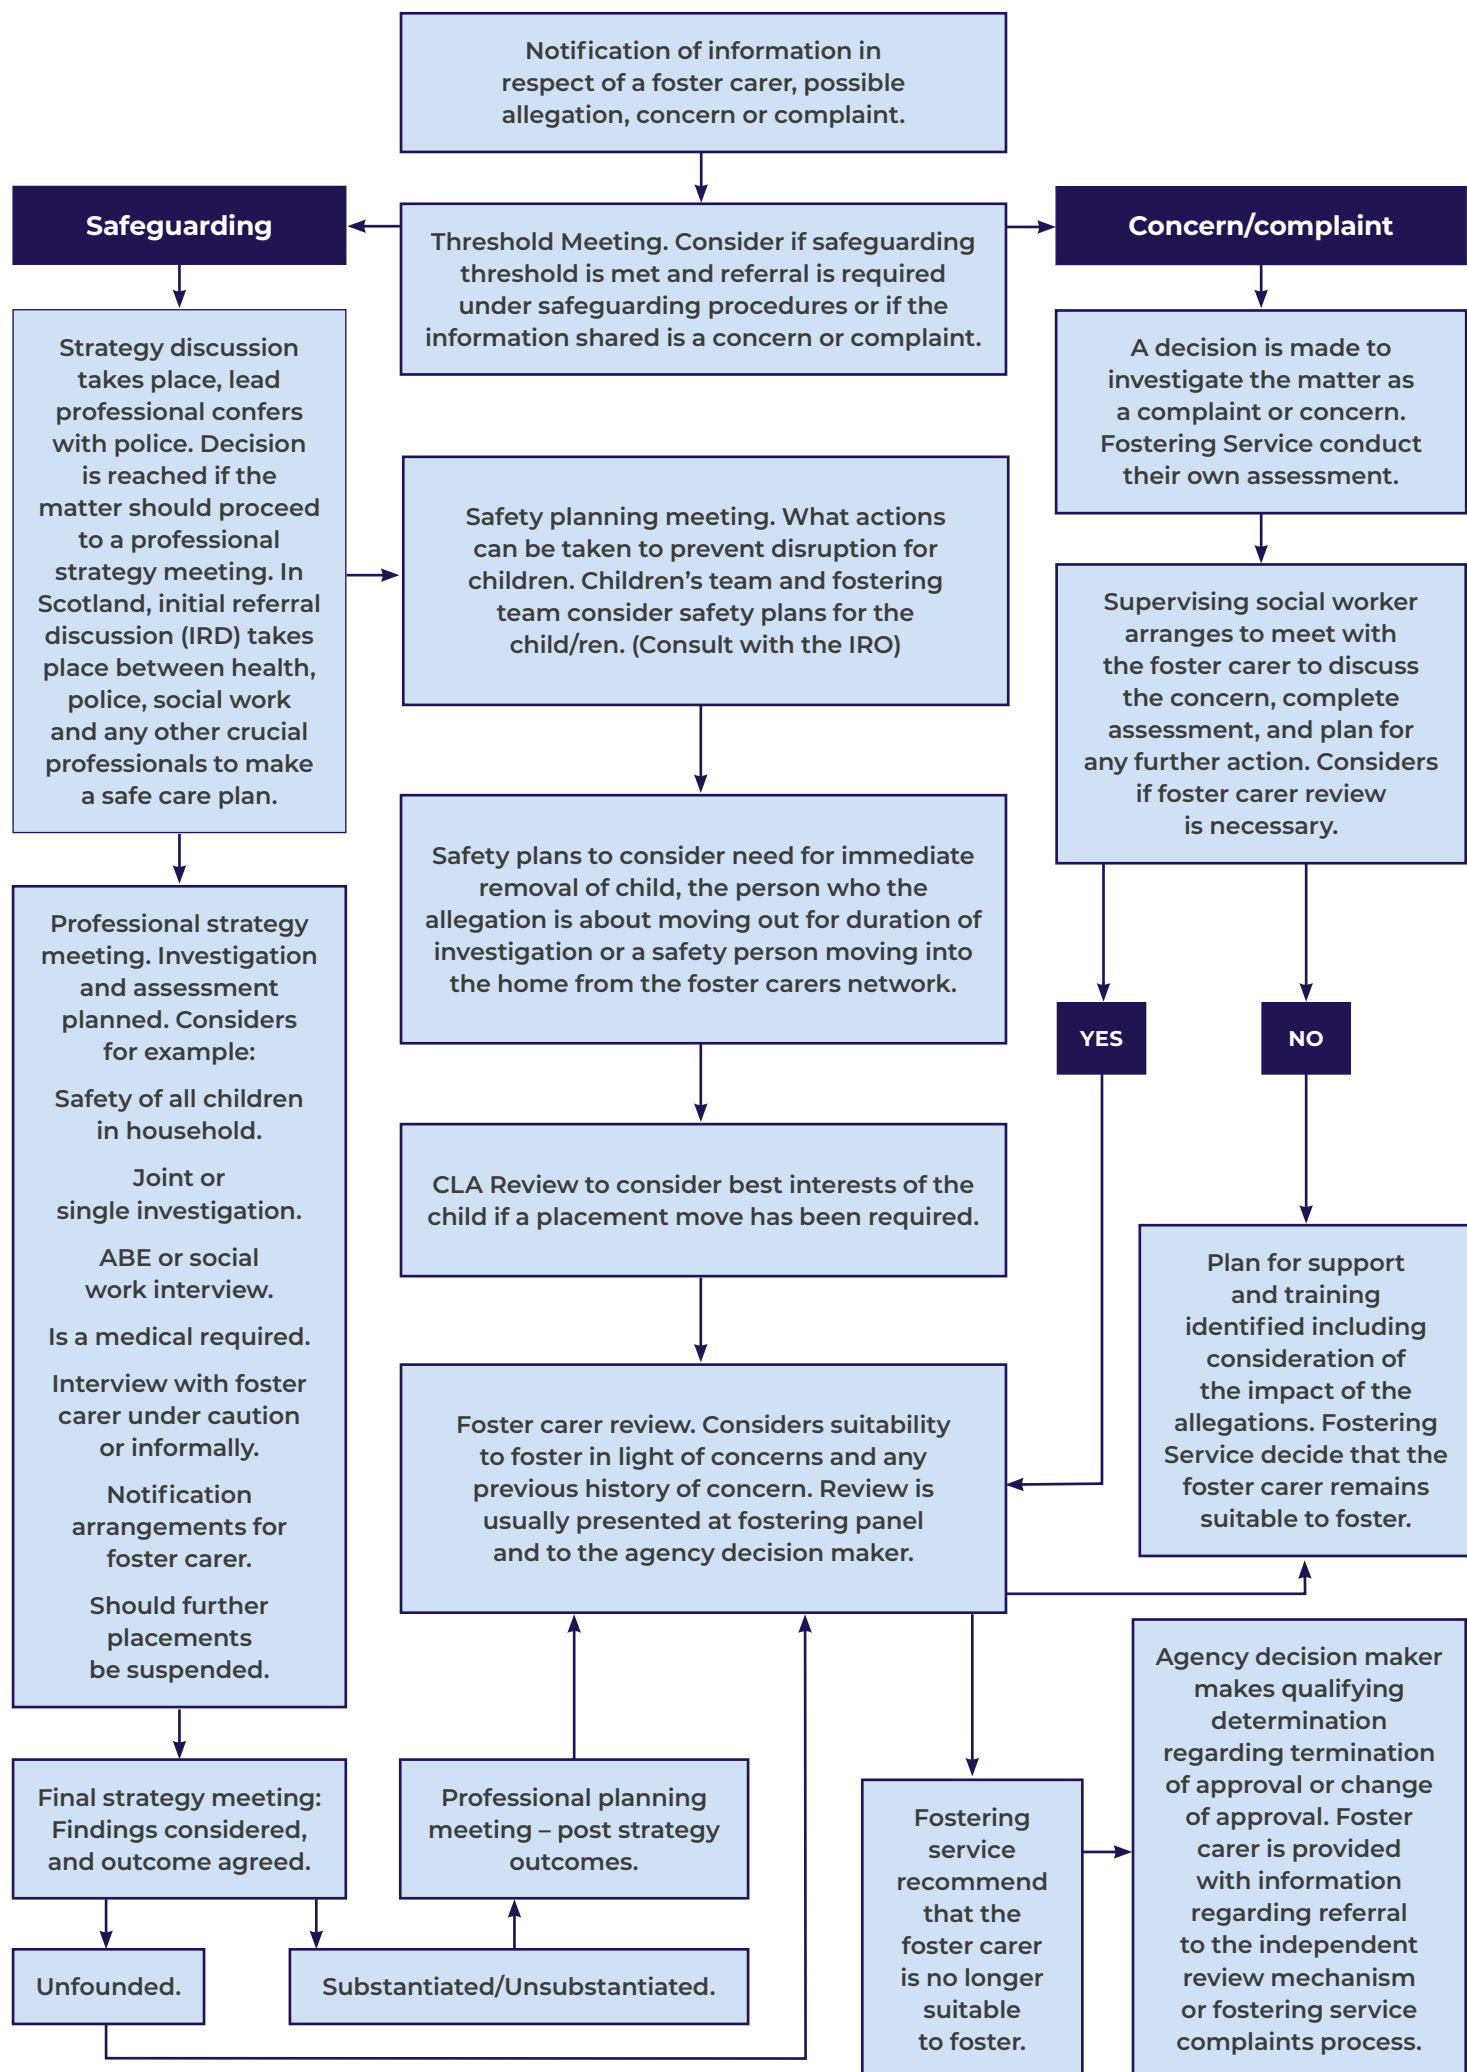 Notification of information in
respect of a foster carer, possible
allegation, concern or complaint.
Safeguarding
Threshold Meeting. Consider if safeguarding
threshold is met and referral is required
under safeguarding procedures or if the
information shared is a concern or complaint.
Concern/complaint
Strategy discussion
takes place, lead
professional confers
with police. Decision
is reached if the
matter should proceed
to a professional
strategy meeting. In
Scotland, initial referral
discussion (IRD) takes
place between health,
police, social work
and any other crucial
professionals to make
a safe care plan.
A decision is made to
investigate the matter as
a complaint or concern.
Fostering Service conduct
their own assessment.
Safety planning meeting. What actions
can be taken to prevent disruption for
children. Children’s team and fostering
team consider safety plans for the
child/ren. (Consult with the IRO)
Supervising social worker
arranges to meet with
the foster carer to discuss
the concern, complete
assessment, and plan for
any further action. Considers
if foster carer review
is necessary.
Safety plans to consider need for immediate
removal of child, the person who the
allegation is about moving out for duration of
investigation or a safety person moving into
the home from the foster carers network.
Professional strategy
meeting. Investigation
and assessment
planned. Considers
for example:
Safety of all children
in household.
Joint or
single investigation.
ABE or social
work interview.
Is a medical required.
Interview with foster
carer under caution
or informally.
Notification
arrangements for
foster carer.
Should further
placements
be suspended.
YES
NO
CLA Review to consider best interests of the
child if a placement move has been required.
Plan for support
and training
identified including
consideration of
the impact of the
allegations. Fostering
Service decide that the
foster carer remains
suitable to foster.
Foster carer review. Considers suitability
to foster in light of concerns and any
previous history of concern. Review is
usually presented at fostering panel
and to the agency decision maker.
Final strategy meeting:
Findings considered,
and outcome agreed.
Professional planning
meeting – post strategy
outcomes.
Unfounded.
Substantiated/Unsubstantiated.
Fostering
service
recommend
that the
foster carer
is no longer
suitable
to foster.
Agency decision maker
makes qualifying
determination
regarding termination
of approval or change
of approval. Foster
carer is provided
with information
regarding referral
to the independent
review mechanism
or fostering service
complaints process.